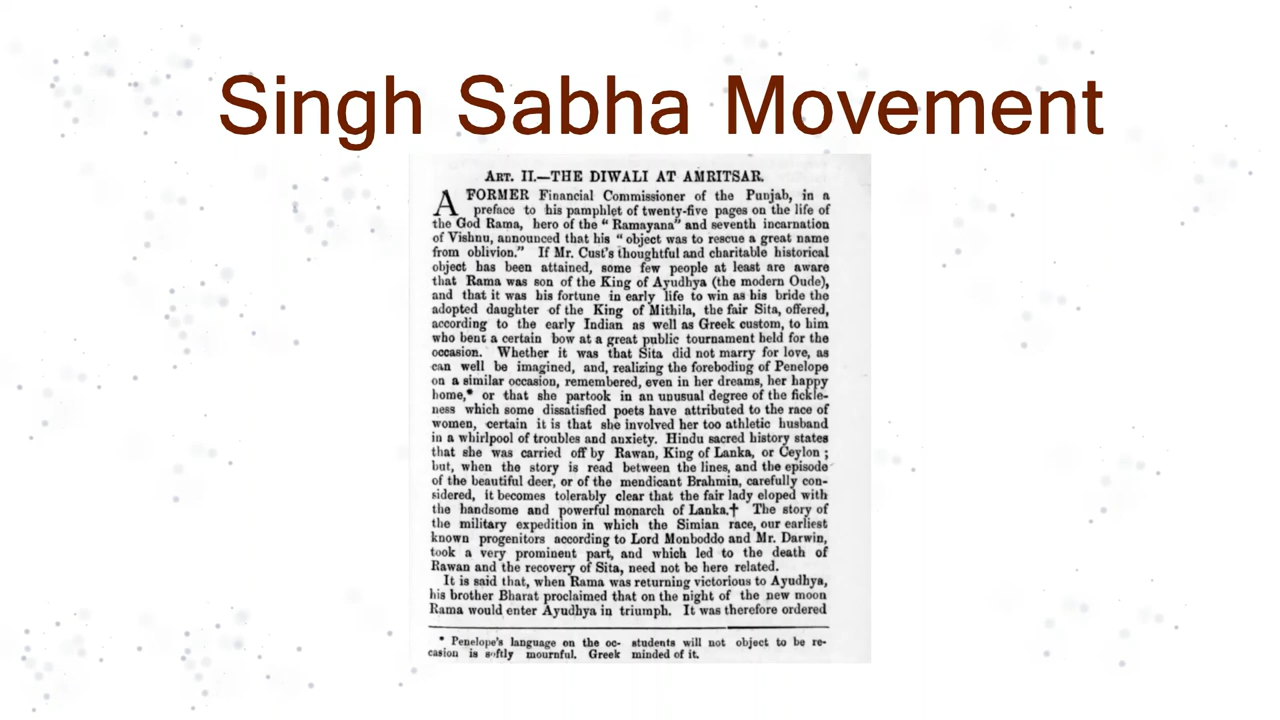 Singh Sabha Movement
ART. II.—THE DIWALI AT AMRITSAR.
A FORMER Financial Commissioner of the Punjab, in a
preface to his pamphlet of twenty-five pages on the life of
the God Rama, hero of the "Ramayana" and seventh incarnation
of Vishnu, announced that his "object was to rescue a great name
from oblivion." If Mr. Cust's thoughtful and charitable historical
object has been attained, some few people at least are aware
that Rama was son of the King of Ayudhya (the modern Oude),
and that it was his fortune in early life to win as his bride the
adopted daughter of the King of Mithila, the fair Sita, offered,
according to the early Indian as well as Greek custom, to him
who bent a certain bow at a great public tournament held for the
occasion. Whether it was that Sita did not marry for love, as
can well be imagined, and, realizing the foreboding of Penelope
on a similar occasion, remembered, even in her dreams, her happy
home,* or that she partook in an unusual degree of the fickle-
ness which some dissatisfied poets have attributed to the race of
women, certain it is that she involved her too athletic husband
in a whirlpool of troubles and anxiety. Hindu sacred history states
that she was carried off by Rawan, King of Lanka, or Ceylon;
but, when the story is read between the lines, and the episode
of the beautiful deer, or of the mendicant Brahmin, carefully con-
sidered, it becomes tolerably clear that the fair lady eloped with
the handsome and powerful monarch of Lanka.† The story of
the military expedition in which the Simian race, our earliest
known progenitors according to Lord Monboddo and Mr. Darwin,
took a very prominent part, and which led to the death of
Rawan and the recovery of Sita, need not be here related.
It is said that, when Rama was returning victorious to Ayudhya,
his brother Bharat proclaimed that on the night of the new moon
Rama would enter Ayudhya in triumph. It was therefore ordered
* Penelope's language on the oc-
casion is softly mournful. Greek
students will not object to be re-
minded of it.